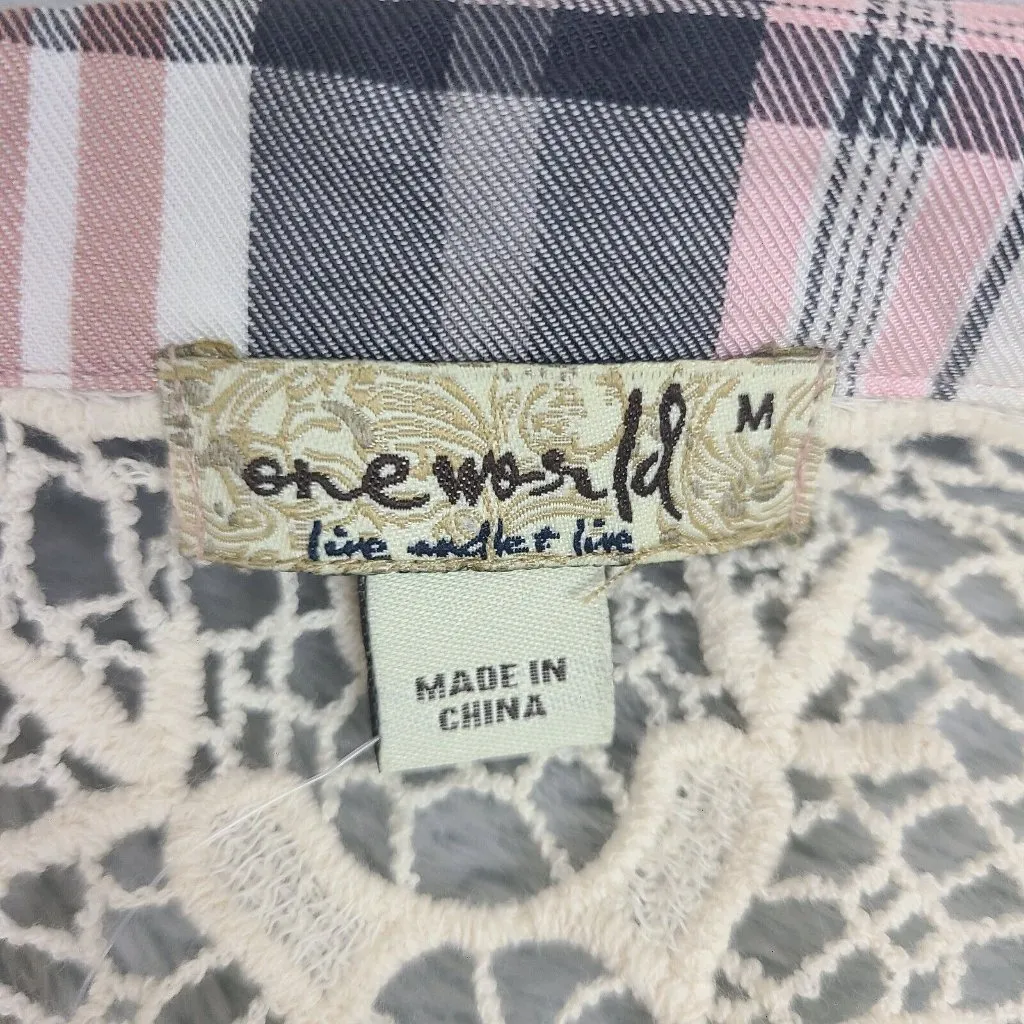 one world
M
live and let live
MADE IN
CHINA